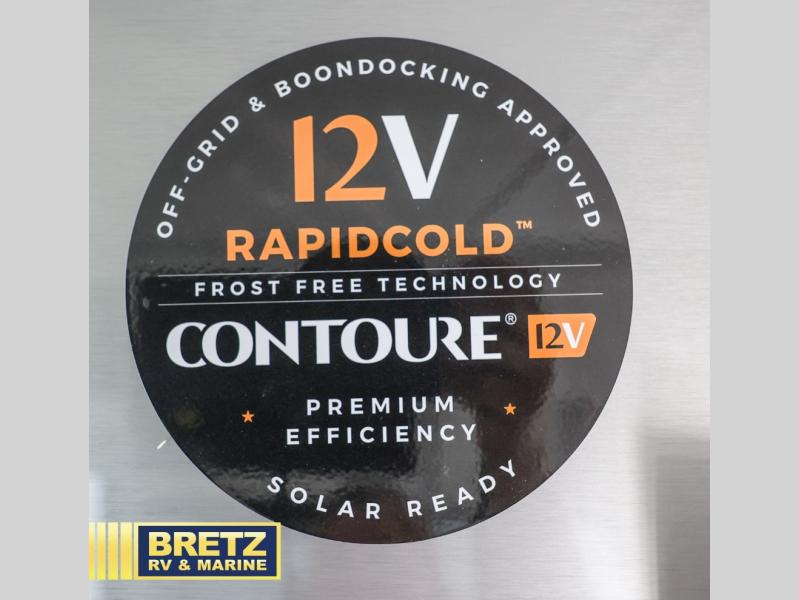 OFF-GRID & BOONDOCKING APPROVED
12V
RAPIDCOLD™
FROST FREE TECHNOLOGY
CONTOURE® 12V
PREMIUM
EFFICIENCY
SOLAR READY
BRETZ
RV & MARINE